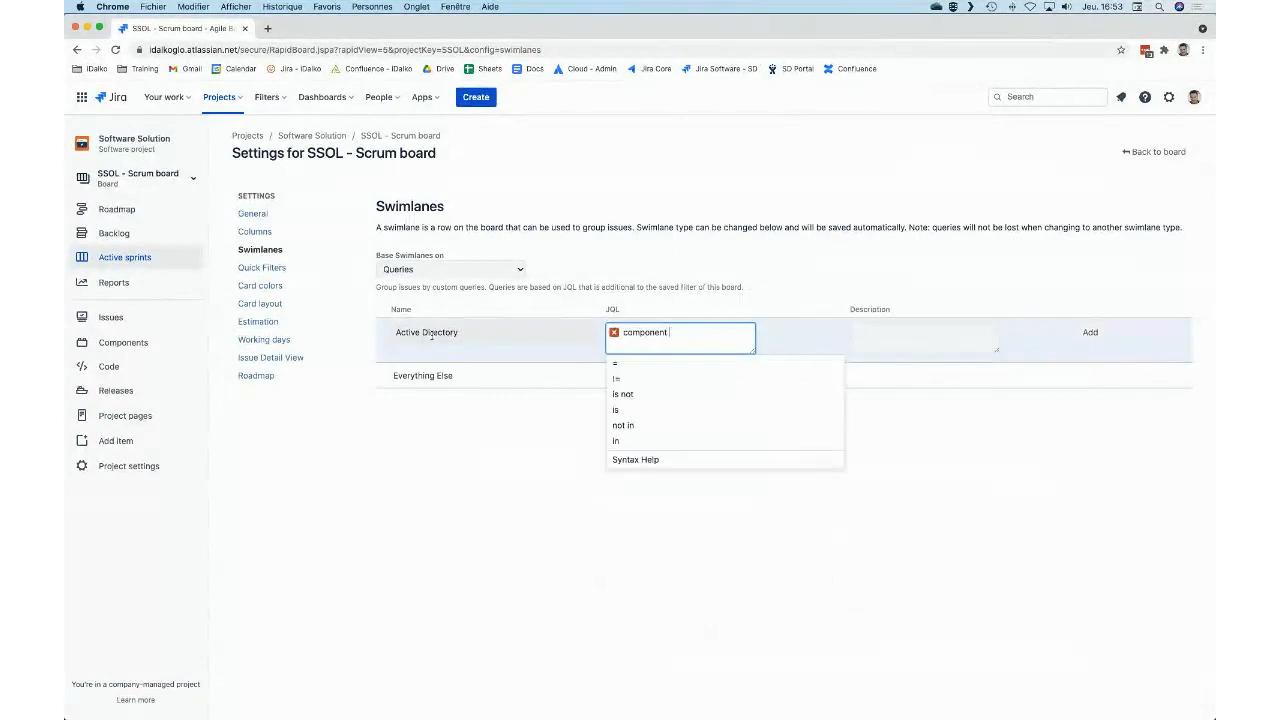 Chrome Fichier Modifier Afficher Historique Favoris Personnes Onglet Fenêtre Aide Jeu. 16:53
SSOL - Scrum board - Agile B
idalkoglo.atlassian.net/secure/RapidBoard.jspa?rapidView=5&projectKey=SSOL&config=swimlanes
iDalko Training Gmail Calendar Jira - iDalko Confluence - iDalko Drive Sheets Docs Cloud - Admin Jira Core Jira Software - SD SD Portal Confluence
Jira Your work Projects Filters Dashboards People Apps Create Search
Software Solution
Software project
SSOL - Scrum board
Board
Roadmap
Backlog
Active sprints
Reports
Issues
Components
Code
Releases
Project pages
Add item
Project settings
You're in a company-managed project
Learn more
Projects / Software Solution / SSOL - Scrum board
Settings for SSOL - Scrum board
Back to board
SETTINGS
General
Columns
Swimlanes
Quick Filters
Card colors
Card layout
Estimation
Working days
Issue Detail View
Roadmap
Swimlanes
A swimlane is a row on the board that can be used to group issues. Swimlane type can be changed below and will be saved automatically. Note: queries will not be lost when changing to another swimlane type.
Base Swimlanes on
Queries
Group issues by custom queries. Queries are based on JQL that is additional to the saved filter of this board.
Name JQL Description
Active Directory component Add
Everything Else
=
!=
is not
is
not in
in
Syntax Help